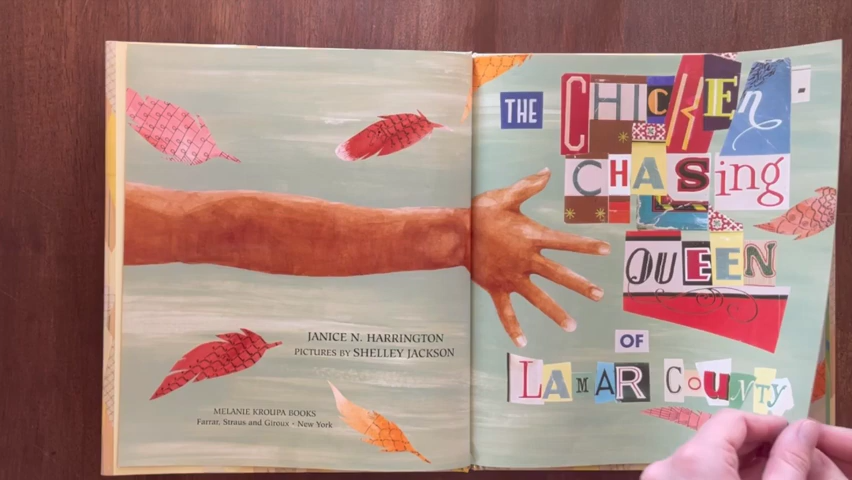 JANICE N. HARRINGTON
PICTURES BY SHELLEY JACKSON
MELANIE KROUPA BOOKS
Farrar, Straus and Giroux • New York
THE CHICKEN-
CHASING
QUEEN
OF
LAMAR COUNTY